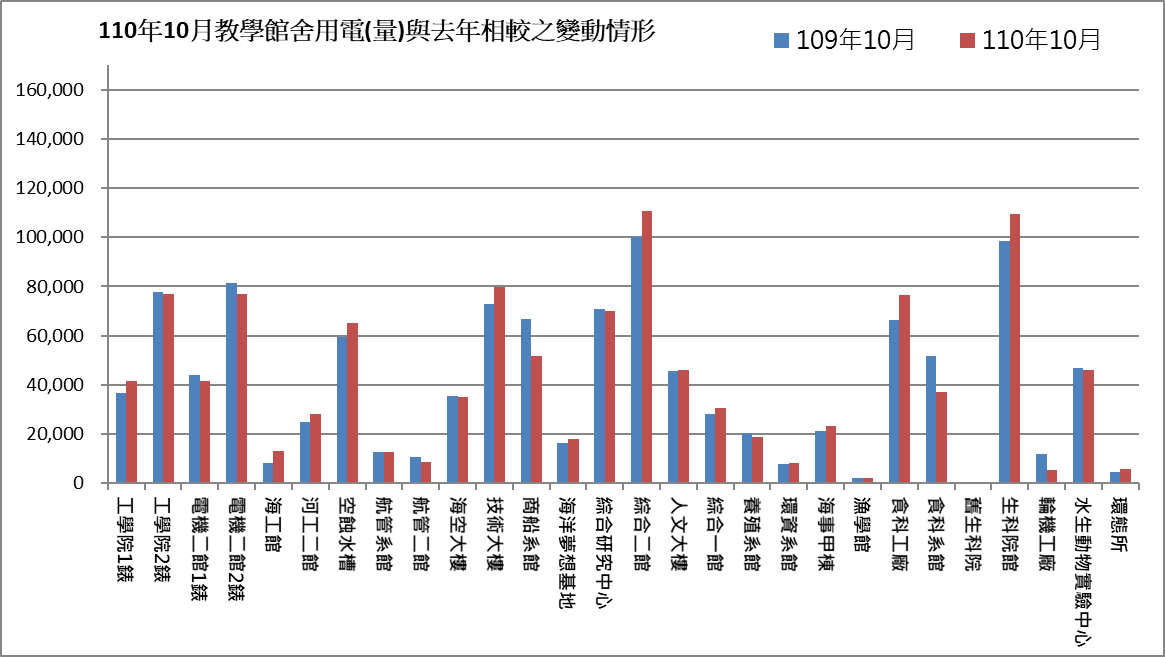 110年10月教學館舍用電(量)與去年相較之變動情形
109年10月
110年10月
160,000
140,000
120,000
100,000
80,000
60,000
40,000
20,000
0
工學院1錶
工學院2錶
電機二館1錶
電機二館2錶
海工館
河工二館
空蝕水槽
航管系館
航管二館
海空大樓
技術大樓
商船系館
海洋夢想基地
綜合研究中心
綜合二館
人文大樓
綜合一館
養殖系館
環資系館
海事甲棟
漁學館
食科工廠
食科系館
舊生科院
生科院館
輪機工廠
水生動物實驗中心
環態所